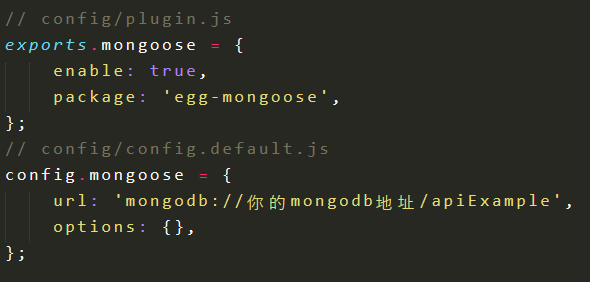 // config/plugin.js
exports.mongoose = {
    enable: true,
    package: 'egg-mongoose',
};
// config/config.default.js
config.mongoose = {
    url: 'mongodb://你的mongodb地址/apiExample',
    options: {},
};